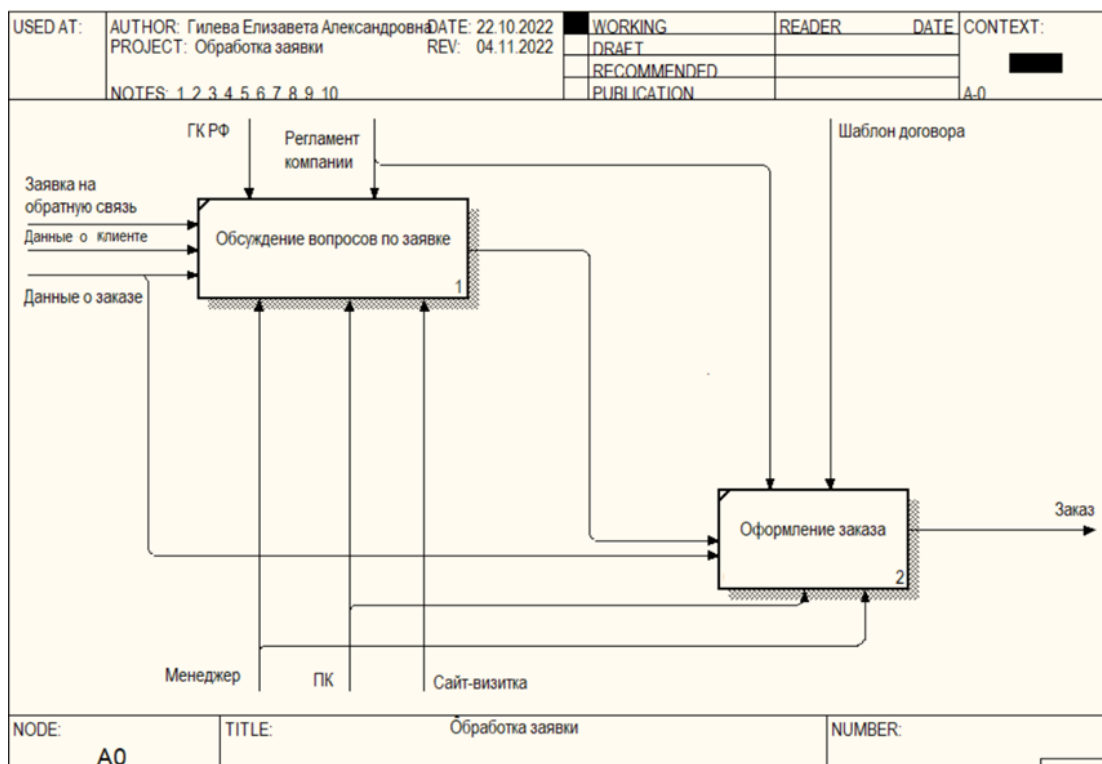 USED AT:
AUTHOR: Гилева Елизавета Александровна
DATE: 22.10.2022
PROJECT: Обработка заявки
REV: 04.11.2022
NOTES: 1 2 3 4 5 6 7 8 9 10
WORKING
DRAFT
RECOMMENDED
PUBLICATION
READER
DATE
CONTEXT:
A-0
ГК РФ
Регламент
компании
Шаблон договора
Заявка на
обратную связь
Данные о клиенте
Данные о заказе
Обсуждение вопросов по заявке
1
Оформление заказа
2
Заказ
Менеджер
ПК
Сайт-визитка
NODE:
A0
TITLE:
Обработка заявки
NUMBER: